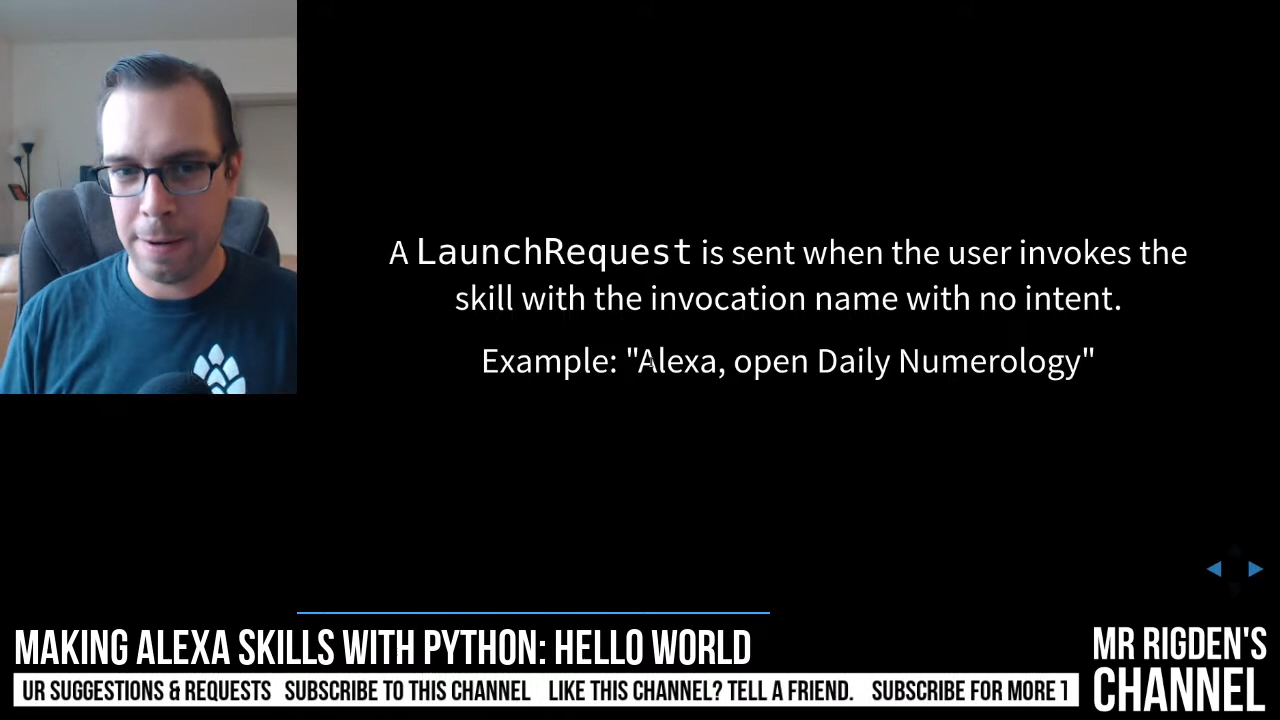 A LaunchRequest is sent when the user invokes the
skill with the invocation name with no intent.
Example: "Alexa, open Daily Numerology"
MAKING ALEXA SKILLS WITH PYTHON: HELLO WORLD
UR SUGGESTIONS & REQUESTS SUBSCRIBE TO THIS CHANNEL LIKE THIS CHANNEL? TELL A FRIEND. SUBSCRIBE FOR MORE
MR RIGDEN'S
CHANNEL